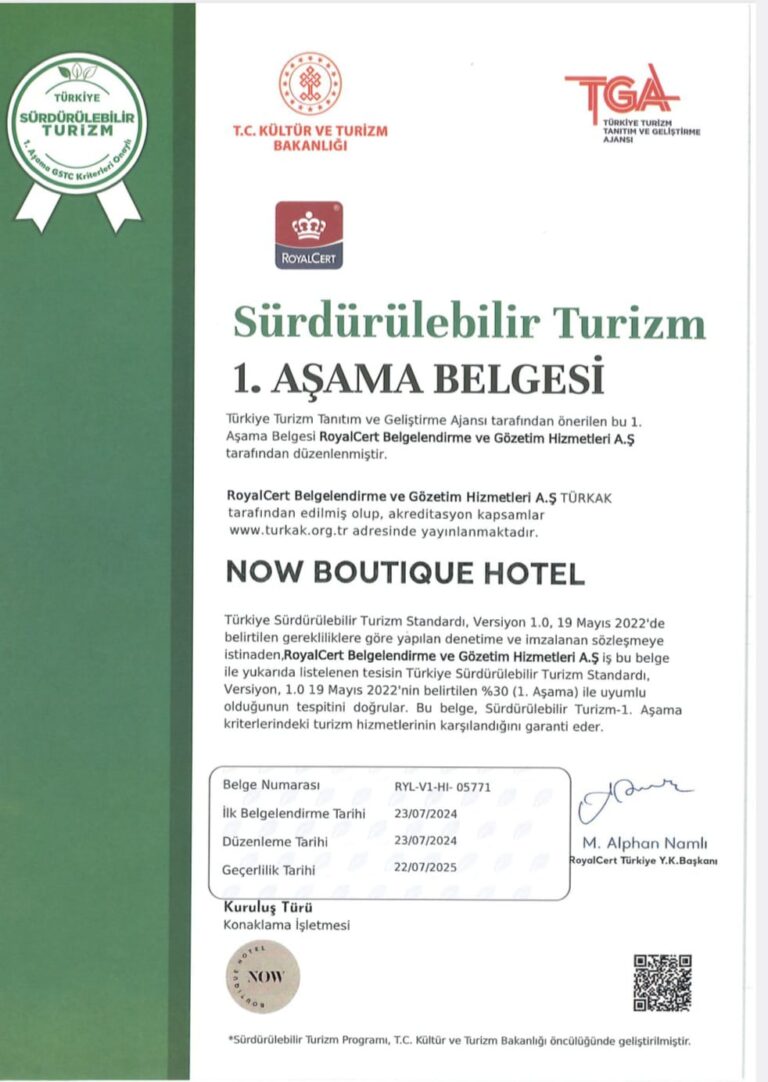 TÜRKİYE
SÜRDÜRÜLEBİLİR
TURİZM
1. Aşama GSTC Kriterleri Onaylı
T.C. KÜLTÜR VE TURİZM
BAKANLIĞI
TGA
TÜRKİYE TURİZM
TANITIM VE GELİŞTİRME
AJANSI
ROYALCERT
®
Sürdürülebilir Turizm
1. AŞAMA BELGESİ
Türkiye Turizm Tanıtım ve Geliştirme Ajansı tarafından önerilen bu 1.
Aşama Belgesi RoyalCert Belgelendirme ve Gözetim Hizmetleri A.Ş
tarafından düzenlenmiştir.
RoyalCert Belgelendirme ve Gözetim Hizmetleri A.Ş TÜRKAK
tarafından edilmiş olup, akreditasyon kapsamlar
www.turkak.org.tr adresinde yayınlanmaktadır.
NOW BOUTIQUE HOTEL
Türkiye Sürdürülebilir Turizm Standardı, Versiyon 1.0, 19 Mayıs 2022'de
belirtilen gerekliliklere göre yapılan denetime ve imzalanan sözleşmeye
istinaden,RoyalCert Belgelendirme ve Gözetim Hizmetleri A.Ş iş bu belge
ile yukarıda listelenen tesisin Türkiye Sürdürülebilir Turizm Standardı,
Versiyon, 1.0 19 Mayıs 2022'nin belirtilen %30 (1. Aşama) ile uyumlu
olduğunun tespitini doğrular. Bu belge, Sürdürülebilir Turizm-1. Aşama
kriterlerindeki turizm hizmetlerinin karşılandığını garanti eder.
Belge Numarası RYL-V1-HI- 05771
İlk Belgelendirme Tarihi 23/07/2024
Düzenleme Tarihi 23/07/2024
Geçerlilik Tarihi 22/07/2025
M. Alphan Namlı
RoyalCert Türkiye Y.K.Başkanı
Kuruluş Türü
Konaklama İşletmesi
BOUTIQUE HOTEL
NOW
*Sürdürülebilir Turizm Programı, T.C. Kültür ve Turizm Bakanlığı öncülüğünde geliştirilmiştir.